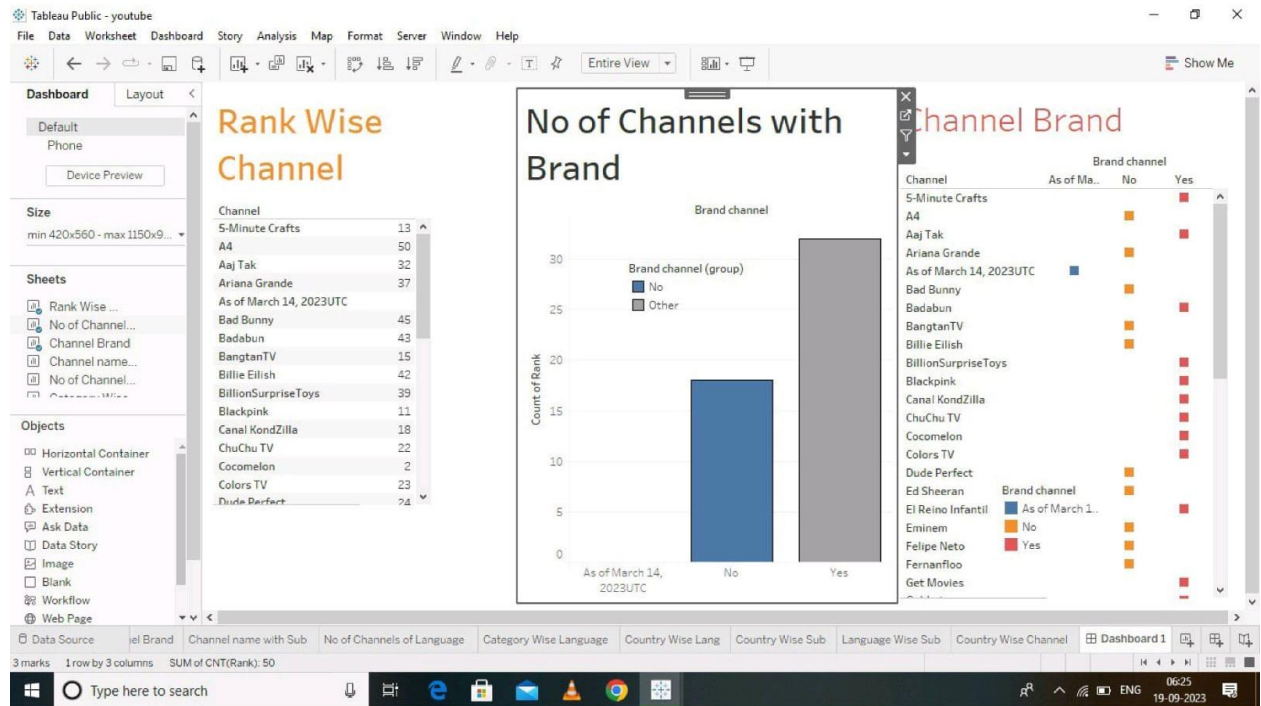 Tableau Public - youtube
File Data Worksheet Dashboard Story Analysis Map Format Server Window Help
Entire View
Show Me
Dashboard Layout
Default
Phone
Device Preview
Size
min 420x560 - max 1150x9...
Sheets
Rank Wise ...
No of Channel...
Channel Brand
Channel name...
No of Channel...
Objects
Horizontal Container
Vertical Container
Text
Extension
Ask Data
Data Story
Image
Blank
Workflow
Web Page
Rank Wise
Channel
Channel
5-Minute Crafts 13
A4 50
Aaj Tak 32
Ariana Grande 37
As of March 14, 2023UTC
Bad Bunny 45
Badabun 43
BangtanTV 15
Billie Eilish 42
BillionSurpriseToys 39
Blackpink 11
Canal KondZilla 18
ChuChu TV 22
Cocomelon 2
Colors TV 23
Dude Perfect 24
No of Channels with
Brand
Brand channel
Brand channel (group)
No
Other
Count of Rank
30
25
20
15
10
5
0
As of March 14,
2023UTC
No
Yes
Channel Brand
Brand channel
Channel As of Ma.. No Yes
5-Minute Crafts
A4
Aaj Tak
Ariana Grande
As of March 14, 2023UTC
Bad Bunny
Badabun
BangtanTV
Billie Eilish
BillionSurpriseToys
Blackpink
Canal KondZilla
ChuChu TV
Cocomelon
Colors TV
Dude Perfect
Ed Sheeran
El Reino Infantil
Eminem
Felipe Neto
Fernanfloo
Get Movies
Brand channel
As of March 1..
No
Yes
Data Source el Brand Channel name with Sub No of Channels of Language Category Wise Language Country Wise Lang Country Wise Sub Language Wise Sub Country Wise Channel Dashboard 1
3 marks 1 row by 3 columns SUM of CNT(Rank): 50
Type here to search
ENG
06:25
19-09-2023